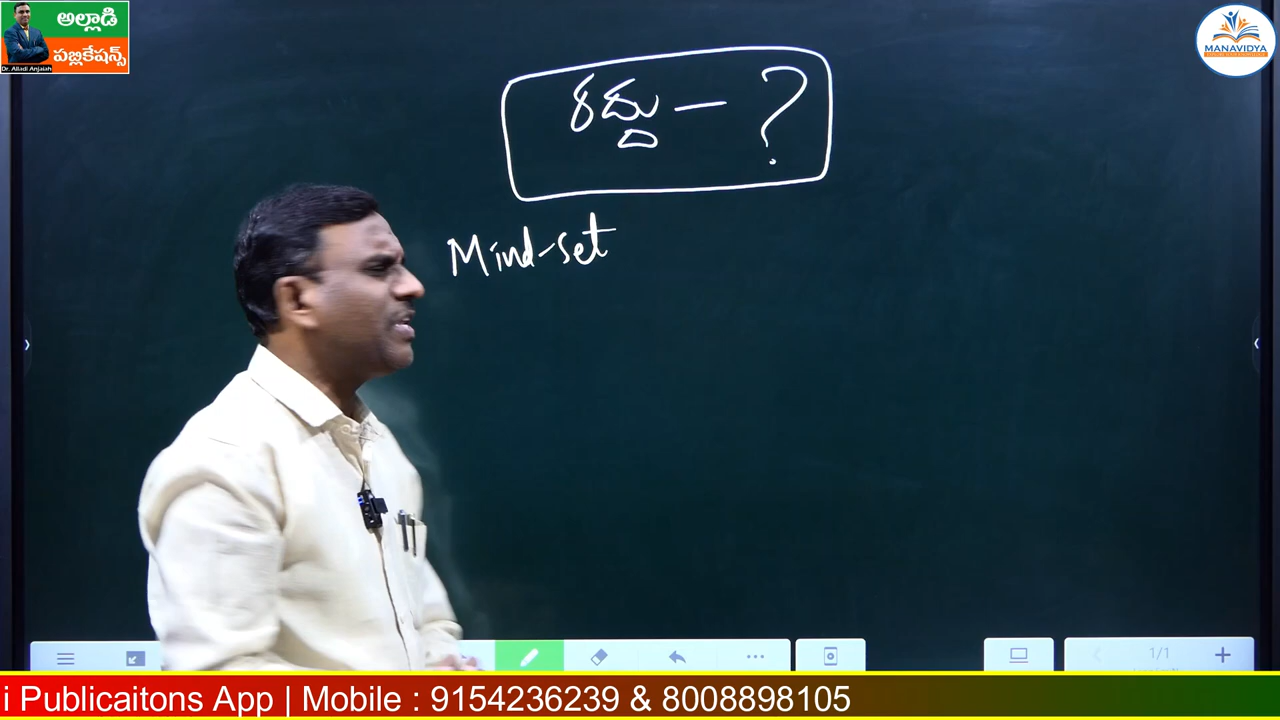 అల్లాడి
పబ్లికేషన్స్
Dr. Alladi Anjaiah
MANAVIDYA
రద్దు – ?
Mind-set
1/1
i Publicaitons App | Mobile : 9154236239 & 8008898105